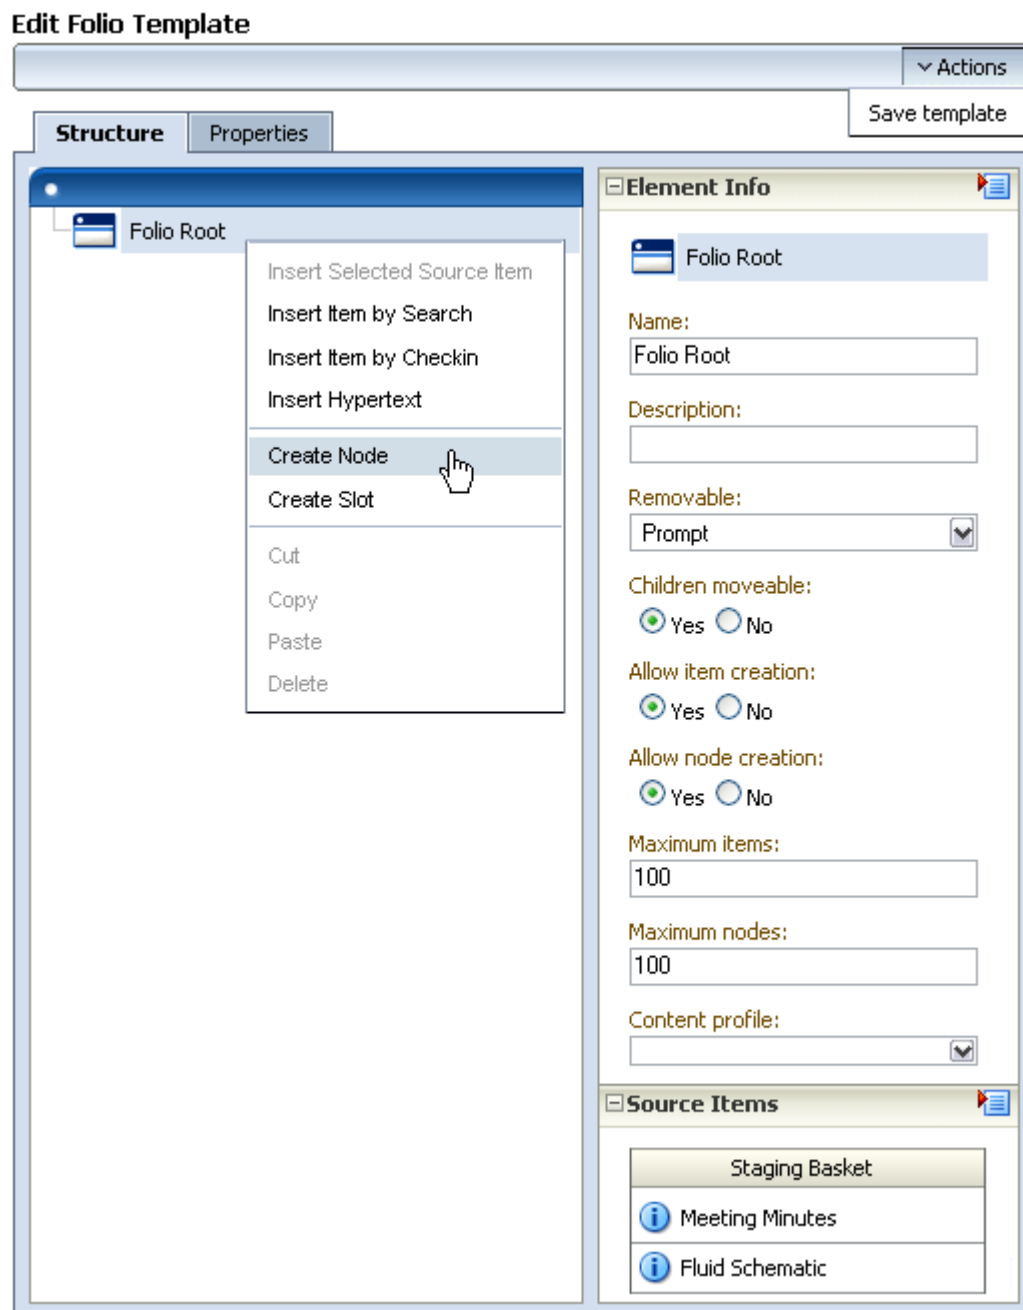 Edit Folio Template
Actions
Save template
Structure Properties
Folio Root
Insert Selected Source Item
Insert Item by Search
Insert Item by Checkin
Insert Hypertext
Create Node
Create Slot
Cut
Copy
Paste
Delete
Element Info
Folio Root
Name:
Folio Root
Description:
Removable:
Prompt
Children moveable:
Yes No
Allow item creation:
Yes No
Allow node creation:
Yes No
Maximum items:
100
Maximum nodes:
100
Content profile:
Source Items
Staging Basket
Meeting Minutes
Fluid Schematic